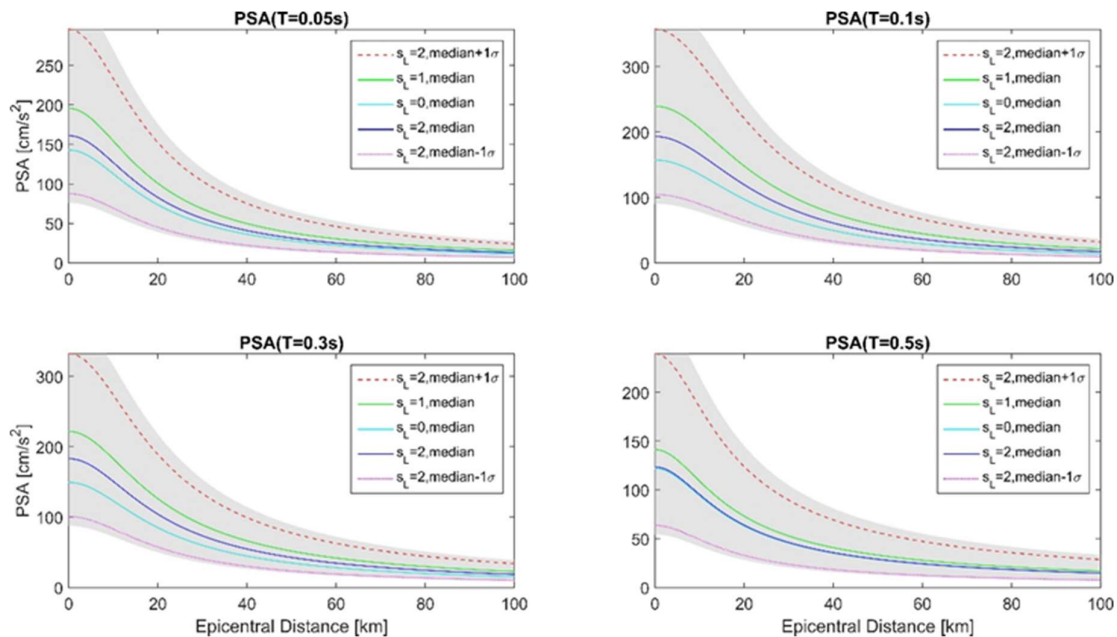 PSA(T=0.05s)
PSA [cm/s²]
250
200
150
100
50
0
0 20 40 60 80 100
s_L=2,median+1σ
s_L=1,median
s_L=0,median
s_L=2,median
s_L=2,median-1σ
PSA(T=0.1s)
300
200
100
0
0 20 40 60 80 100
s_L=2,median+1σ
s_L=1,median
s_L=0,median
s_L=2,median
s_L=2,median-1σ
PSA(T=0.3s)
PSA [cm/s²]
300
200
100
0
0 20 40 60 80 100
Epicentral Distance [km]
s_L=2,median+1σ
s_L=1,median
s_L=0,median
s_L=2,median
s_L=2,median-1σ
PSA(T=0.5s)
200
150
100
50
0
0 20 40 60 80 100
Epicentral Distance [km]
s_L=2,median+1σ
s_L=1,median
s_L=0,median
s_L=2,median
s_L=2,median-1σ